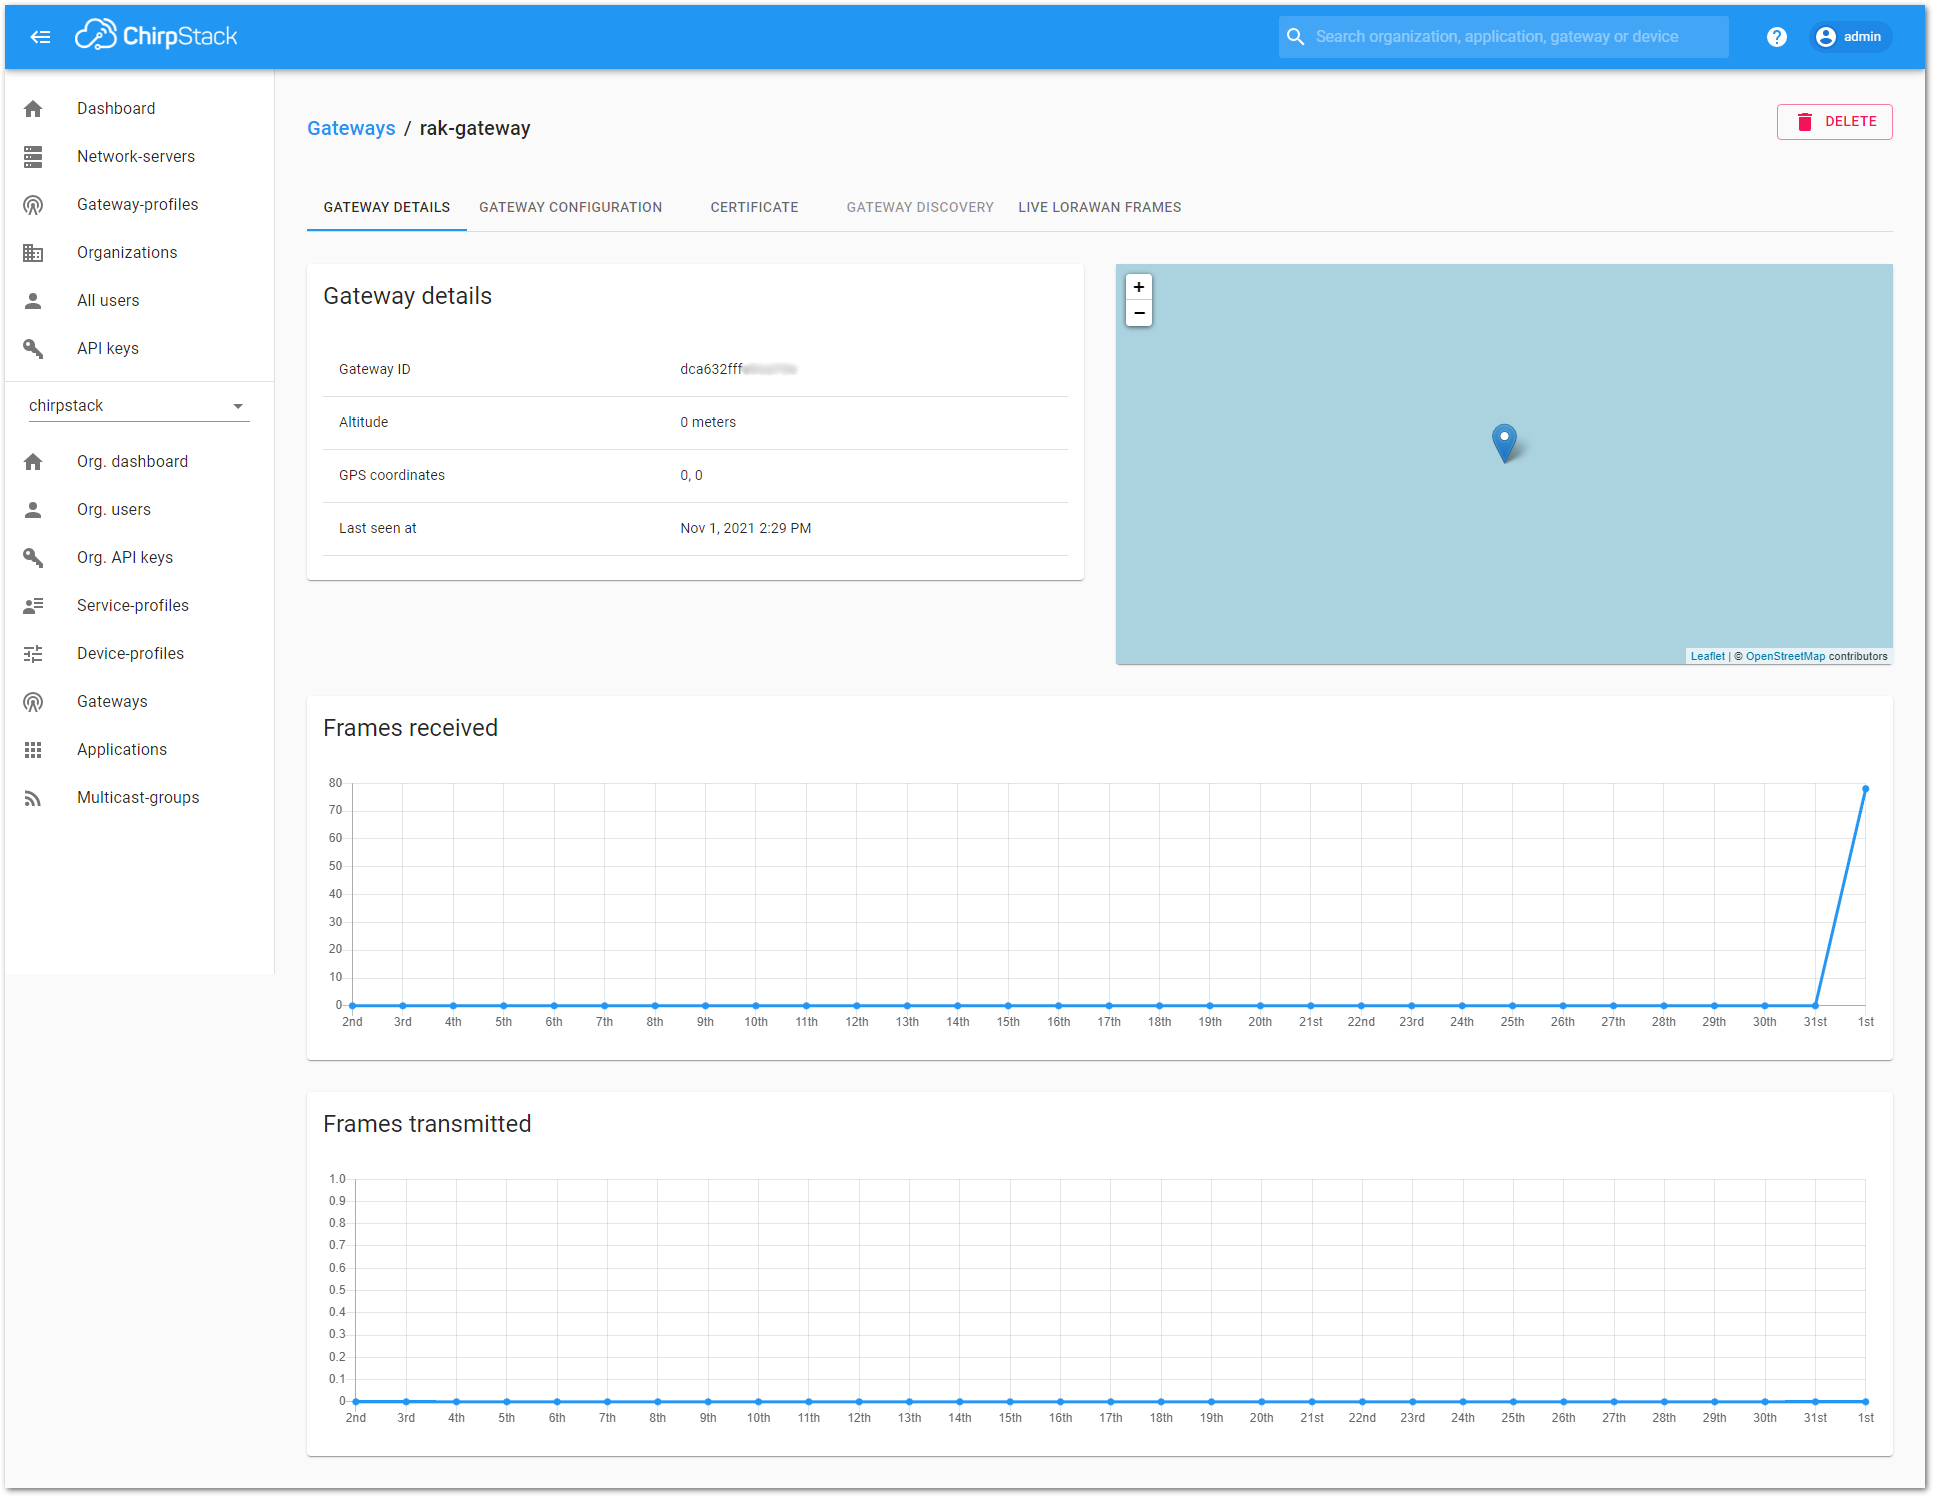 ChirpStack
Search organization, application, gateway or device
? admin
Dashboard
Network-servers
Gateway-profiles
Organizations
All users
API keys
chirpstack
Org. dashboard
Org. users
Org. API keys
Service-profiles
Device-profiles
Gateways
Applications
Multicast-groups
Gateways / rak-gateway
DELETE
GATEWAY DETAILS GATEWAY CONFIGURATION CERTIFICATE GATEWAY DISCOVERY LIVE LORAWAN FRAMES
Gateway details
Gateway ID dca632fff
Altitude 0 meters
GPS coordinates 0, 0
Last seen at Nov 1, 2021 2:29 PM
+
−
Leaflet | © OpenStreetMap contributors
Frames received
80
70
60
50
40
30
20
10
0
2nd 3rd 4th 5th 6th 7th 8th 9th 10th 11th 12th 13th 14th 15th 16th 17th 18th 19th 20th 21st 22nd 23rd 24th 25th 26th 27th 28th 29th 30th 31st 1st
Frames transmitted
1.0
0.9
0.8
0.7
0.6
0.5
0.4
0.3
0.2
0.1
0
2nd 3rd 4th 5th 6th 7th 8th 9th 10th 11th 12th 13th 14th 15th 16th 17th 18th 19th 20th 21st 22nd 23rd 24th 25th 26th 27th 28th 29th 30th 31st 1st